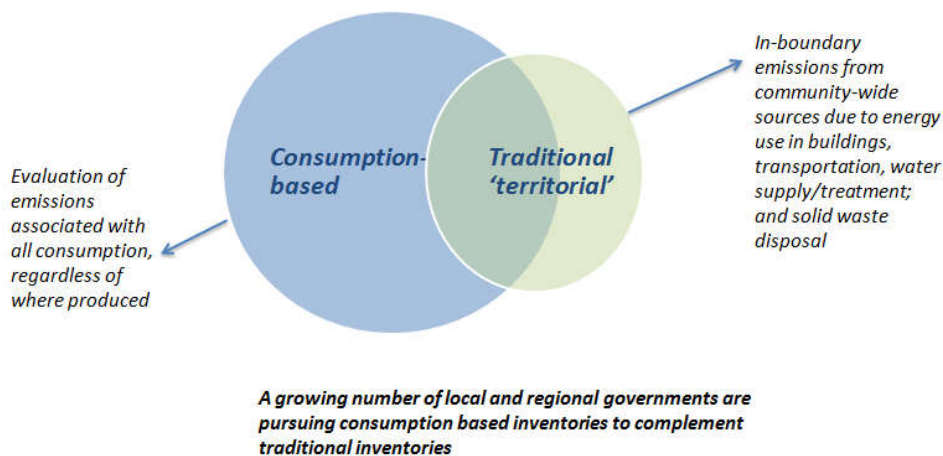 Consumption-
based
Traditional
‘territorial’
Evaluation of
emissions
associated with
all consumption,
regardless of
where produced
In-boundary
emissions from
community-wide
sources due to energy
use in buildings,
transportation, water
supply/treatment;
and solid waste
disposal
A growing number of local and regional governments are
pursuing consumption based inventories to complement
traditional inventories